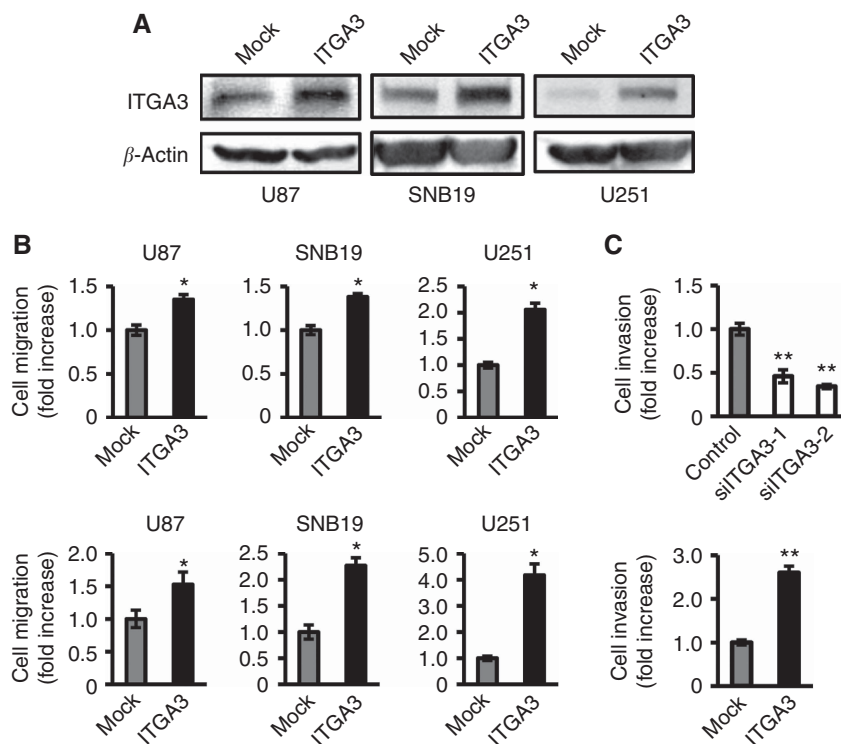 A
Mock ITGA3 Mock ITGA3 Mock ITGA3
ITGA3
β-Actin
U87 SNB19 U251
B
U87 SNB19 U251
Cell migration
(fold increase)
1.5
1.0
0.5
0
Mock ITGA3
*
1.5
1.0
0.5
0
Mock ITGA3
*
2.5
2.0
1.5
1.0
0.5
0
Mock ITGA3
*
U87 SNB19 U251
Cell migration
(fold increase)
2.0
1.5
1.0
0.5
0
Mock ITGA3
*
2.5
2.0
1.5
1.0
0.5
0
Mock ITGA3
*
5.0
4.0
3.0
2.0
1.0
0
Mock ITGA3
*
C
Cell invasion
(fold increase)
1.5
1.0
0.5
0
** **
Control siITGA3-1 siITGA3-2
Cell invasion
(fold increase)
3.0
2.0
1.0
0
**
Mock ITGA3